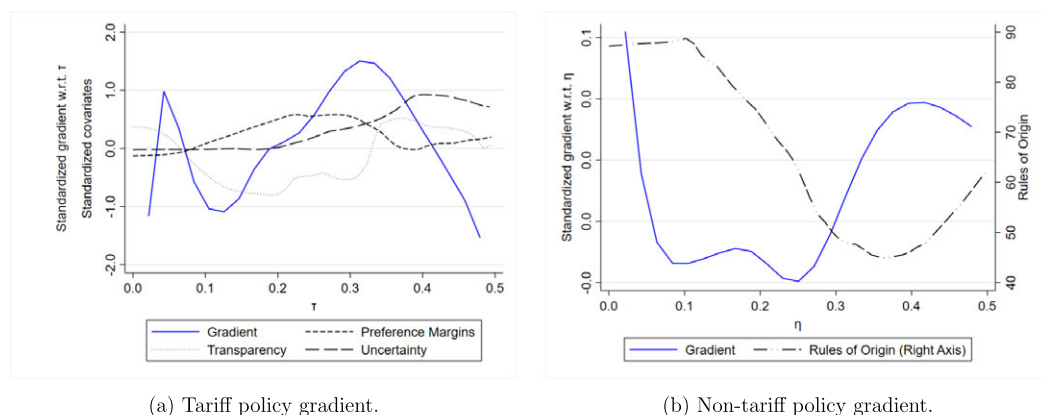 Standardized gradient w.r.t. τ
Standardized covariates
2.0
1.0
0.0
-1.0
-2.0
0.0 0.1 0.2 0.3 0.4 0.5
τ
Gradient Preference Margins
Transparency Uncertainty
(a) Tariff policy gradient.
Standardized gradient w.r.t. η
0.1
0.0
0.0
0.0
-0.0
90
80
70
60
50
40
Rules of Origin
0.0 0.1 0.2 0.3 0.4 0.5
η
Gradient Rules of Origin (Right Axis)
(b) Non-tariff policy gradient.